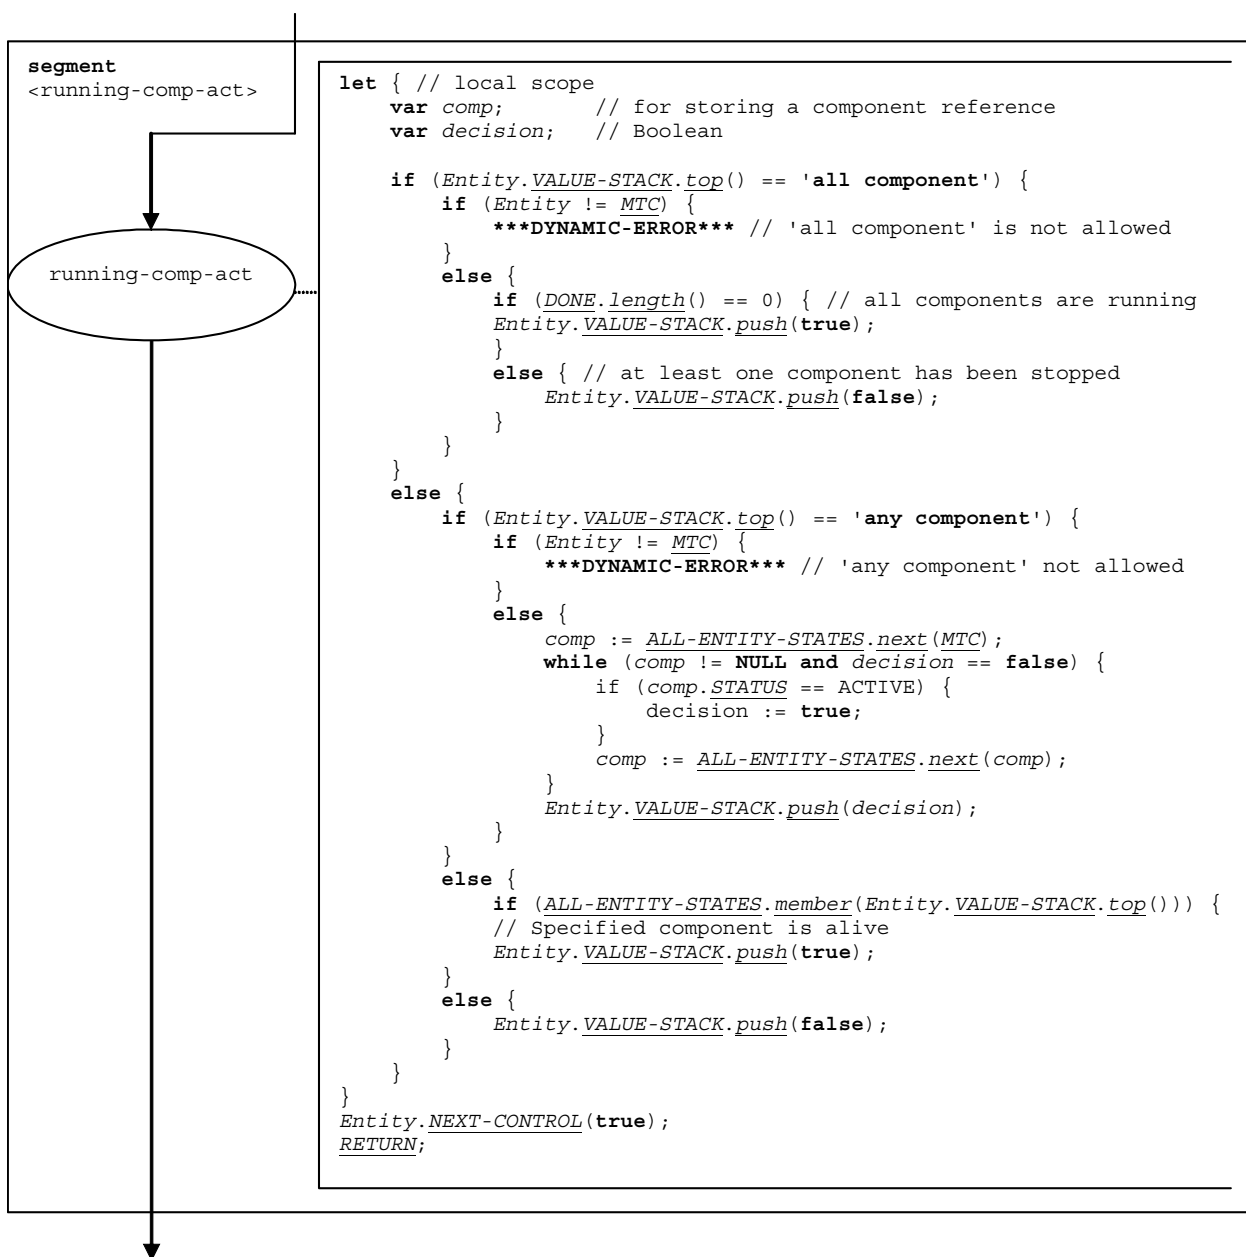 segment
<running-comp-act>
running-comp-act
let { // local scope
    var comp;       // for storing a component reference
    var decision;   // Boolean

    if (Entity.VALUE-STACK.top() == 'all component') {
        if (Entity != MTC) {
            ***DYNAMIC-ERROR*** // 'all component' is not allowed
        }
        else {
            if (DONE.length() == 0) { // all components are running
            Entity.VALUE-STACK.push(true);
            }
            else { // at least one component has been stopped
                Entity.VALUE-STACK.push(false);
            }
        }
    }
    else {
        if (Entity.VALUE-STACK.top() == 'any component') {
            if (Entity != MTC) {
                ***DYNAMIC-ERROR*** // 'any component' not allowed
            }
            else {
                comp := ALL-ENTITY-STATES.next(MTC);
                while (comp != NULL and decision == false) {
                    if (comp.STATUS == ACTIVE) {
                        decision := true;
                    }
                    comp := ALL-ENTITY-STATES.next(comp);
                }
                Entity.VALUE-STACK.push(decision);
            }
        }
        else {
            if (ALL-ENTITY-STATES.member(Entity.VALUE-STACK.top())) {
            // Specified component is alive
            Entity.VALUE-STACK.push(true);
        }
        else {
            Entity.VALUE-STACK.push(false);
        }
    }
}
Entity.NEXT-CONTROL(true);
RETURN;